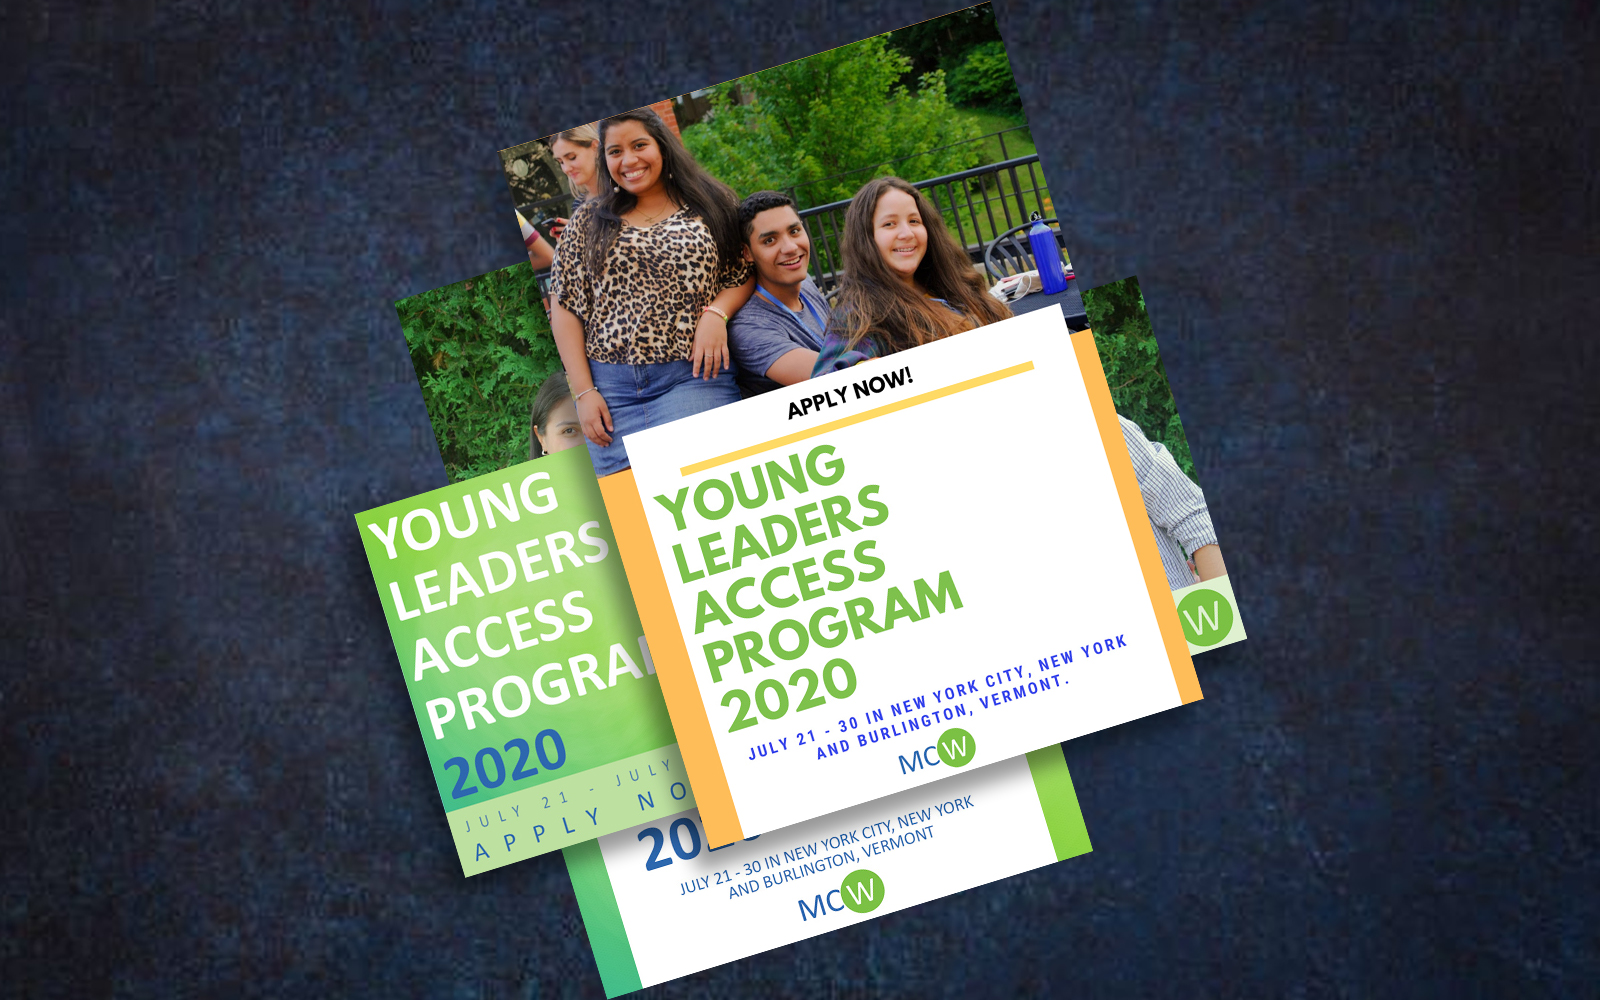 APPLY NOW!
YOUNG
LEADERS
ACCESS
PROGRAM
2020
JULY 21 - 30 IN NEW YORK CITY, NEW YORK
AND BURLINGTON, VERMONT.
MCW
YOUNG
LEADERS
ACCESS
2020
JULY 21 - JULY
APPLY
W
JULY 21 - 30 IN NEW YORK CITY, NEW YORK
AND BURLINGTON, VERMONT
MCW